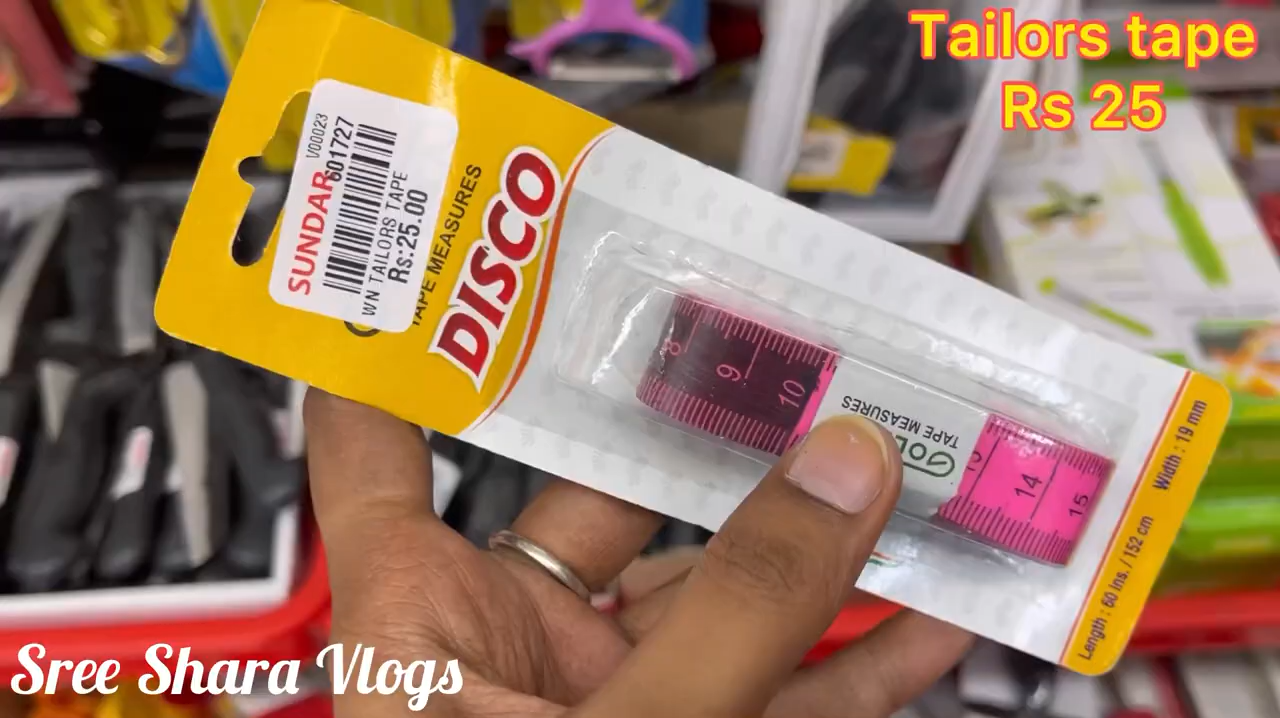 Tailors tape
Rs 25
SUNDAR
V00023
601727
WN TAILORS TAPE
Rs:25.00
TAPE MEASURES
DISCO
8 9 10
TAPE MEASURES
14 15
Width : 19 mm
Length : 60 Ins. / 152 cm
Sree Shara Vlogs